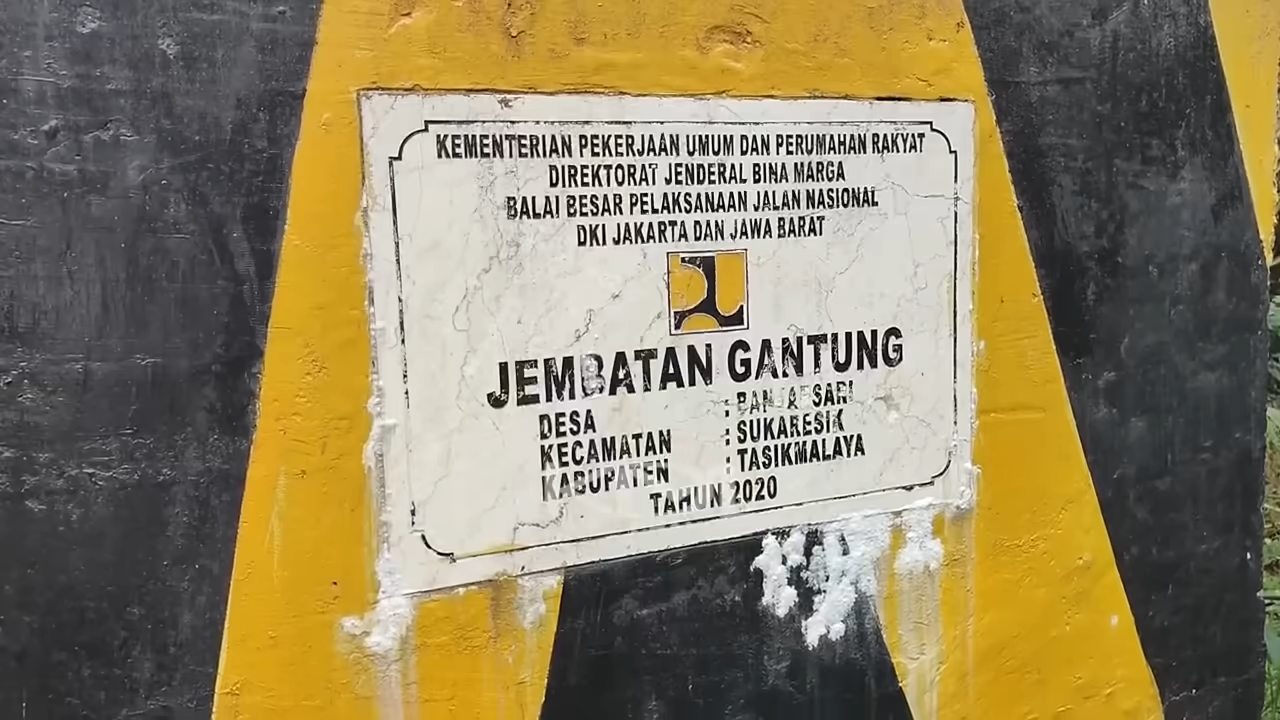 KEMENTERIAN PEKERJAAN UMUM DAN PERUMAHAN RAKYAT
DIREKTORAT JENDERAL BINA MARGA
BALAI BESAR PELAKSANAAN JALAN NASIONAL
DKI JAKARTA DAN JAWA BARAT
JEMBATAN GANTUNG
DESA : BANJARSARI
KECAMATAN : SUKARESIK
KABUPATEN : TASIKMALAYA
TAHUN 2020